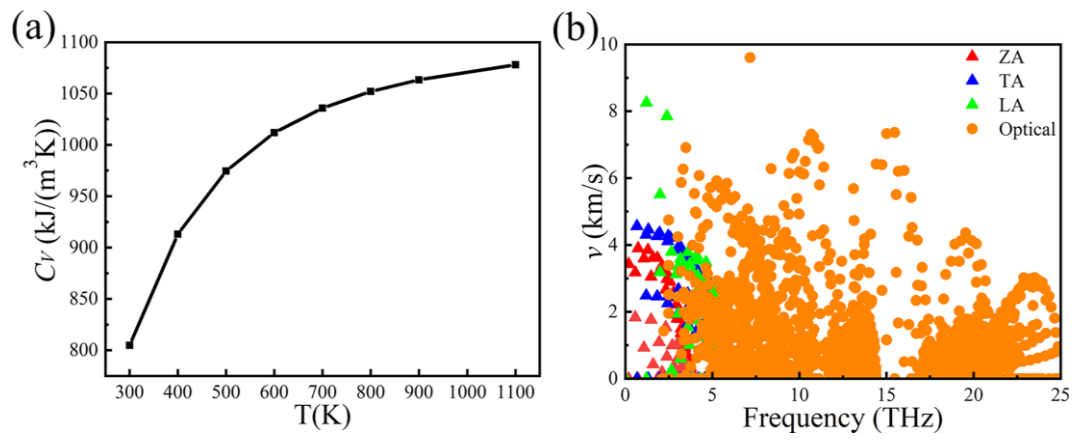 (a)
1100
1050
1000
950
900
850
800
Cv (kJ/(m³K))
300 400 500 600 700 800 900 1000 1100
T(K)
(b)
10
8
6
4
2
0
v (km/s)
ZA
TA
LA
Optical
0 5 10 15 20 25
Frequency (THz)